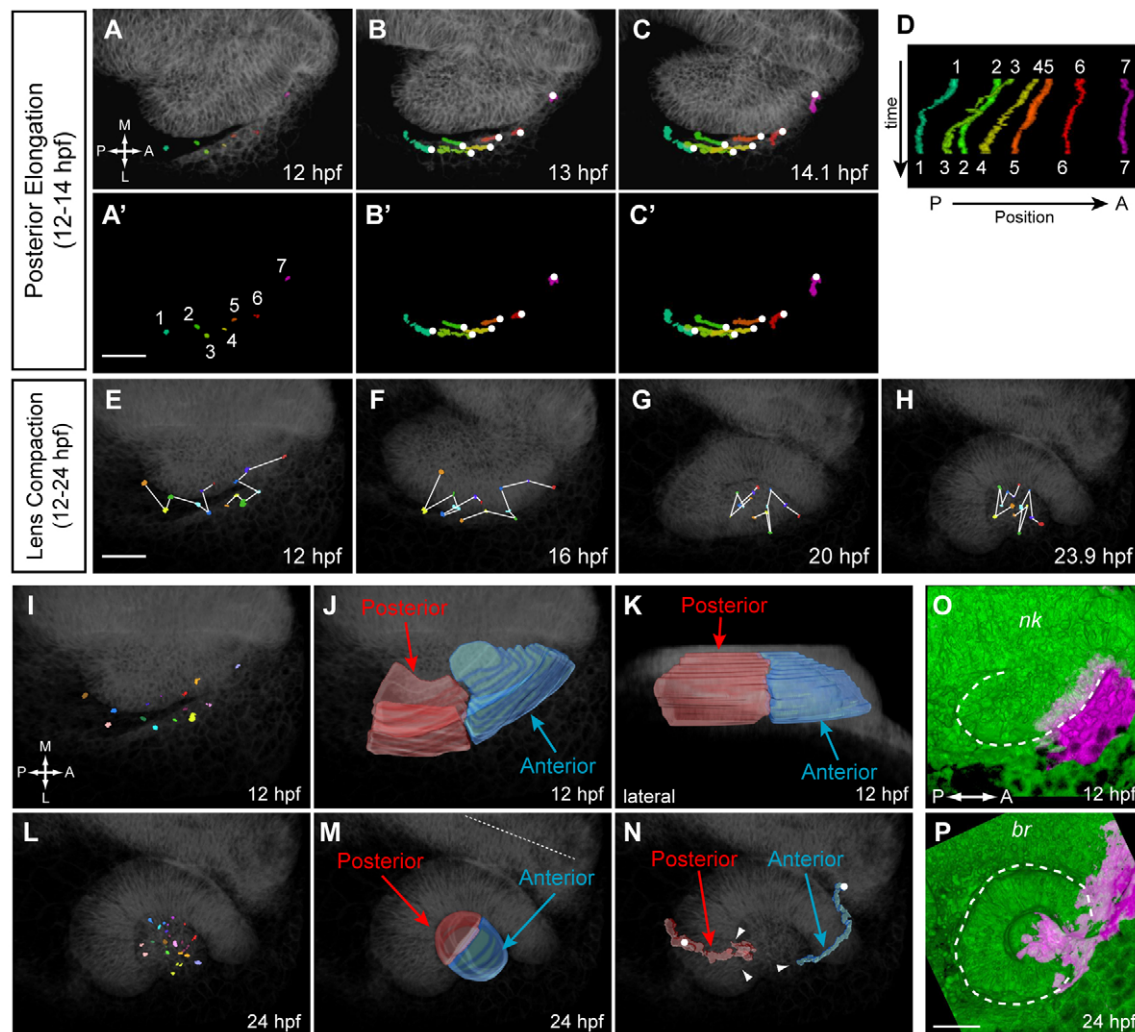 Posterior Elongation
(12-14 hpf)
A
M
P A
L
12 hpf
B
13 hpf
C
14.1 hpf
D
1 2 3 45 6 7
time
1 3 2 4 5 6 7
P A
Position
A'
1 2 3 4 5 6 7
B'
C'
Lens Compaction
(12-24 hpf)
E
12 hpf
F
16 hpf
G
20 hpf
H
23.9 hpf
I
M
P A
L
12 hpf
J
Posterior
Anterior
12 hpf
K
Posterior
Anterior
lateral
12 hpf
O
nk
P A
12 hpf
L
24 hpf
M
Posterior
Anterior
24 hpf
N
Posterior
Anterior
24 hpf
P
br
24 hpf